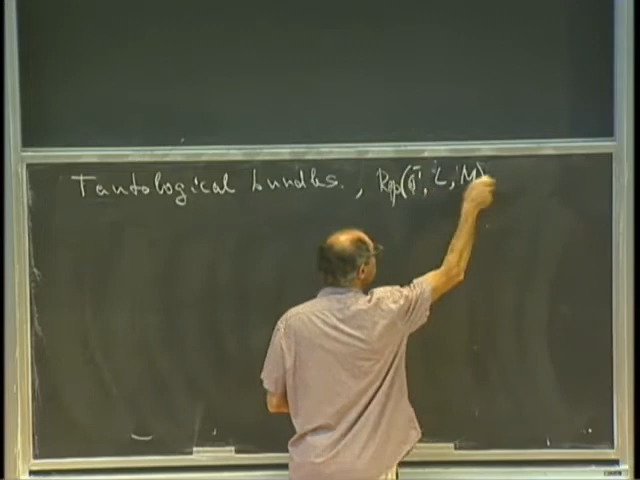 Tautological bundles. , Rep(q̄, L, M)